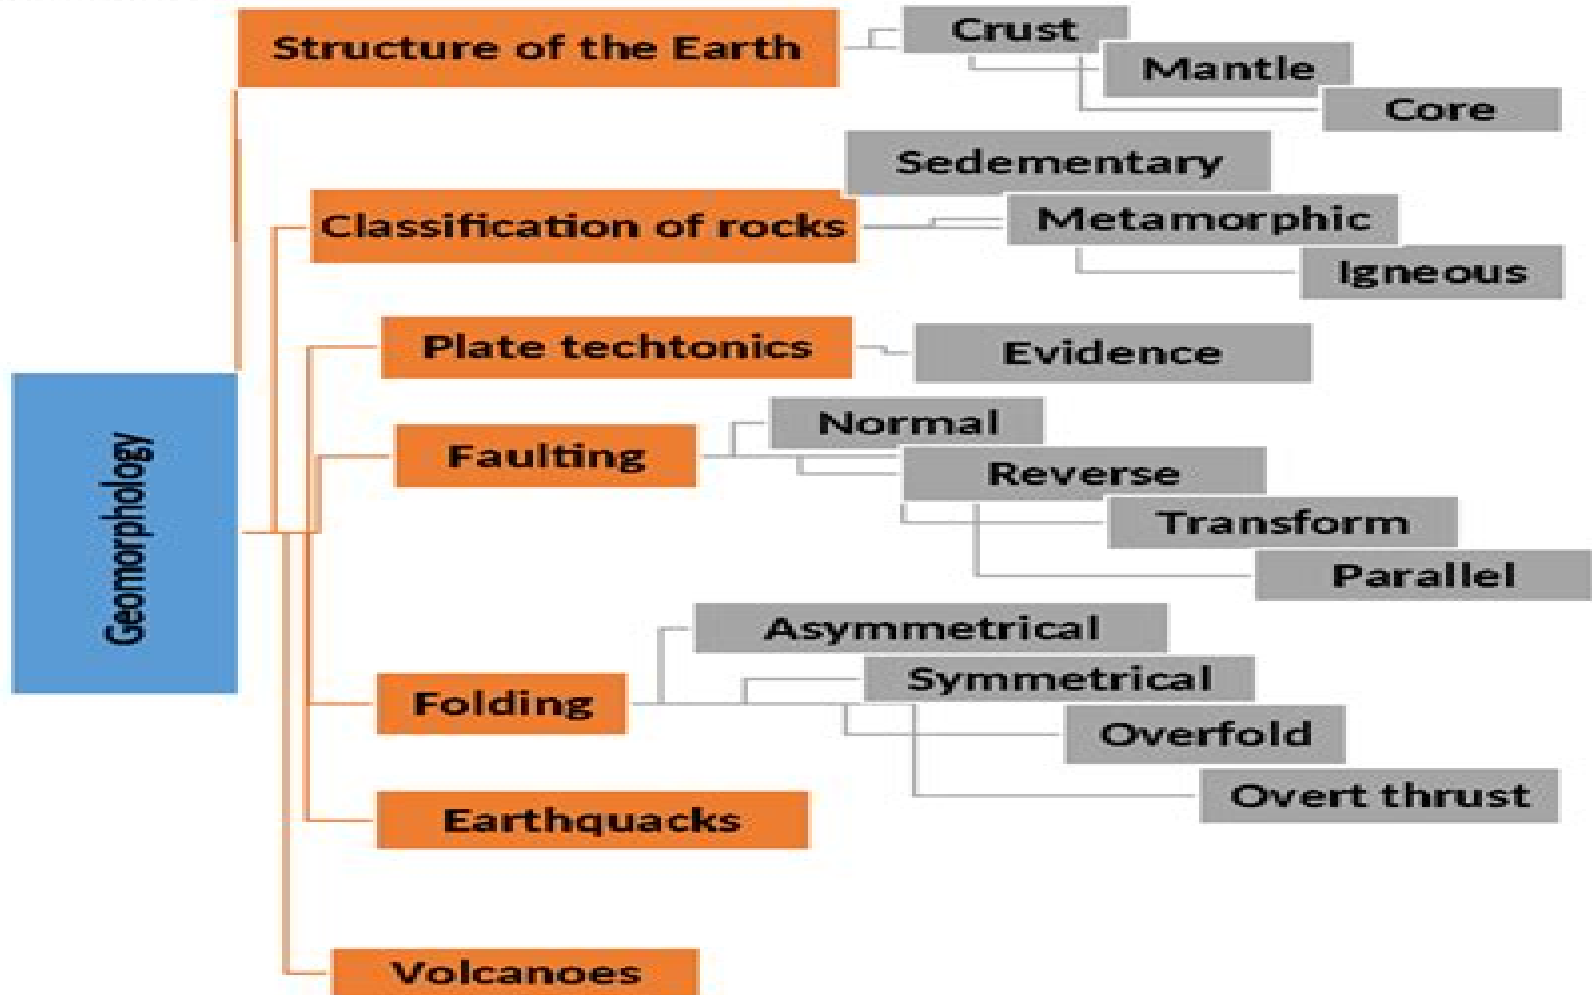 Geomorphology
Structure of the Earth
Crust
Mantle
Core
Classification of rocks
Sedementary
Metamorphic
Igneous
Plate techtonics
Evidence
Faulting
Normal
Reverse
Transform
Parallel
Folding
Asymmetrical
Symmetrical
Overfold
Overt thrust
Earthquacks
Volcanoes